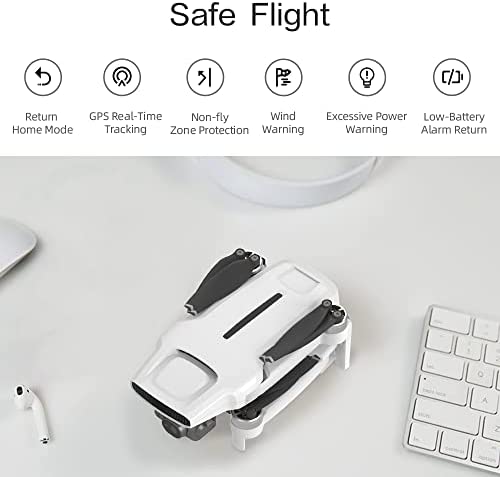 Safe Flight
Return
Home Mode
GPS Real-Time
Tracking
Non-fly
Zone Protection
Wind
Warning
Excessive Power
Warning
Low-Battery
Alarm Return